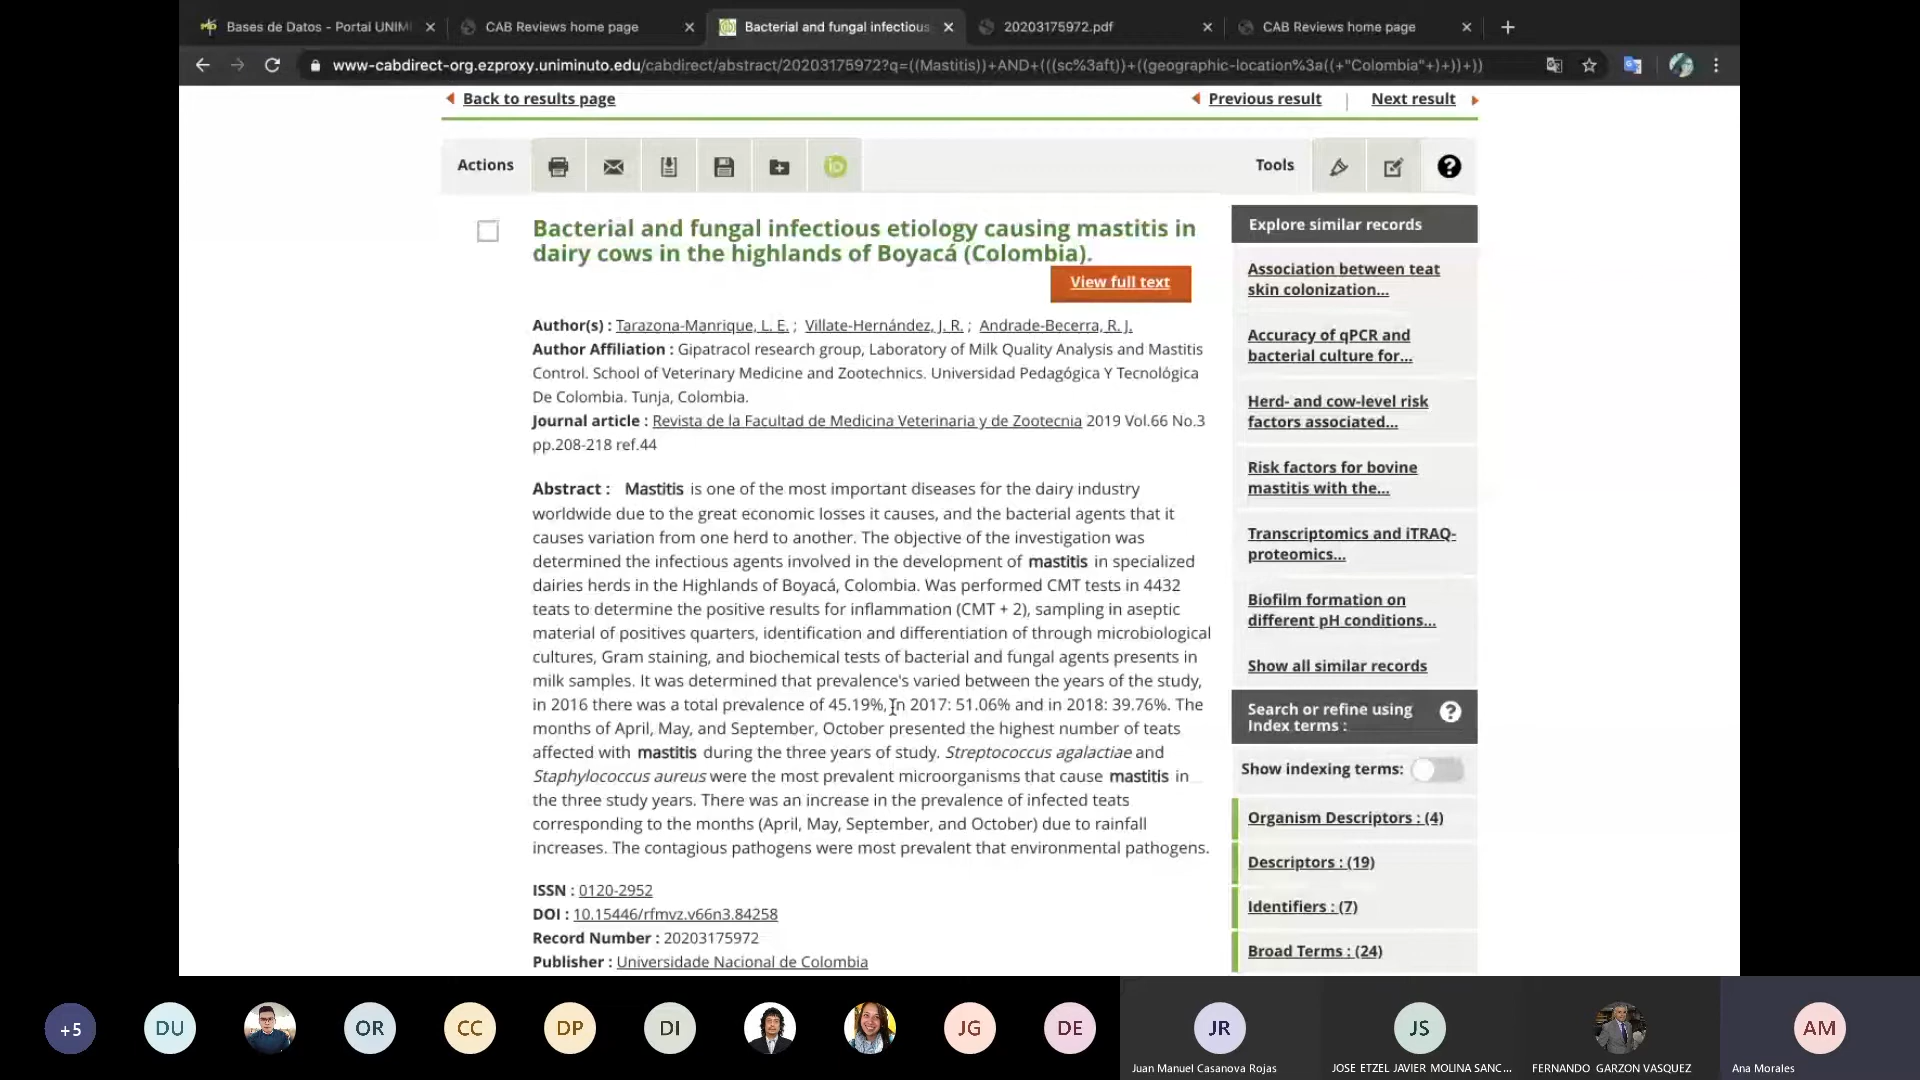 Bases de Datos - Portal UNIMI
CAB Reviews home page
Bacterial and fungal infectious
20203175972.pdf
CAB Reviews home page
www-cabdirect-org.ezproxy.uniminuto.edu/cabdirect/abstract/20203175972?q=((Mastitis))+AND+(((sc%3aft))+((geographic-location%3a((+"Colombia"+)+))+))
Back to results page
Previous result | Next result
Actions
Tools
Bacterial and fungal infectious etiology causing mastitis in
dairy cows in the highlands of Boyacá (Colombia).
View full text
Author(s) : Tarazona-Manrique, L. E. ; Villate-Hernández, J. R. ; Andrade-Becerra, R. J.
Author Affiliation : Gipatracol research group, Laboratory of Milk Quality Analysis and Mastitis
Control. School of Veterinary Medicine and Zootechnics. Universidad Pedagógica Y Tecnológica
De Colombia. Tunja, Colombia.
Journal article : Revista de la Facultad de Medicina Veterinaria y de Zootecnia 2019 Vol.66 No.3
pp.208-218 ref.44
Abstract : Mastitis is one of the most important diseases for the dairy industry
worldwide due to the great economic losses it causes, and the bacterial agents that it
causes variation from one herd to another. The objective of the investigation was
determined the infectious agents involved in the development of mastitis in specialized
dairies herds in the Highlands of Boyacá, Colombia. Was performed CMT tests in 4432
teats to determine the positive results for inflammation (CMT + 2), sampling in aseptic
material of positives quarters, identification and differentiation of through microbiological
cultures, Gram staining, and biochemical tests of bacterial and fungal agents presents in
milk samples. It was determined that prevalence's varied between the years of the study,
in 2016 there was a total prevalence of 45.19%, in 2017: 51.06% and in 2018: 39.76%. The
months of April, May, and September, October presented the highest number of teats
affected with mastitis during the three years of study. Streptococcus agalactiae and
Staphylococcus aureus were the most prevalent microorganisms that cause mastitis in
the three study years. There was an increase in the prevalence of infected teats
corresponding to the months (April, May, September, and October) due to rainfall
increases. The contagious pathogens were most prevalent that environmental pathogens.
ISSN : 0120-2952
DOI : 10.15446/rfmvz.v66n3.84258
Record Number : 20203175972
Publisher : Universidade Nacional de Colombia
Explore similar records
Association between teat
skin colonization...
Accuracy of qPCR and
bacterial culture for...
Herd- and cow-level risk
factors associated...
Risk factors for bovine
mastitis with the...
Transcriptomics and iTRAQ-
proteomics...
Biofilm formation on
different pH conditions...
Show all similar records
Search or refine using
Index terms :
Show indexing terms:
Organism Descriptors : (4)
Descriptors : (19)
Identifiers : (7)
Broad Terms : (24)
+5
DU
OR
CC
DP
DI
JG
DE
JR
JS
AM
Juan Manuel Casanova Rojas
JOSE ETZEL JAVIER MOLINA SANC...
FERNANDO GARZON VASQUEZ
Ana Morales